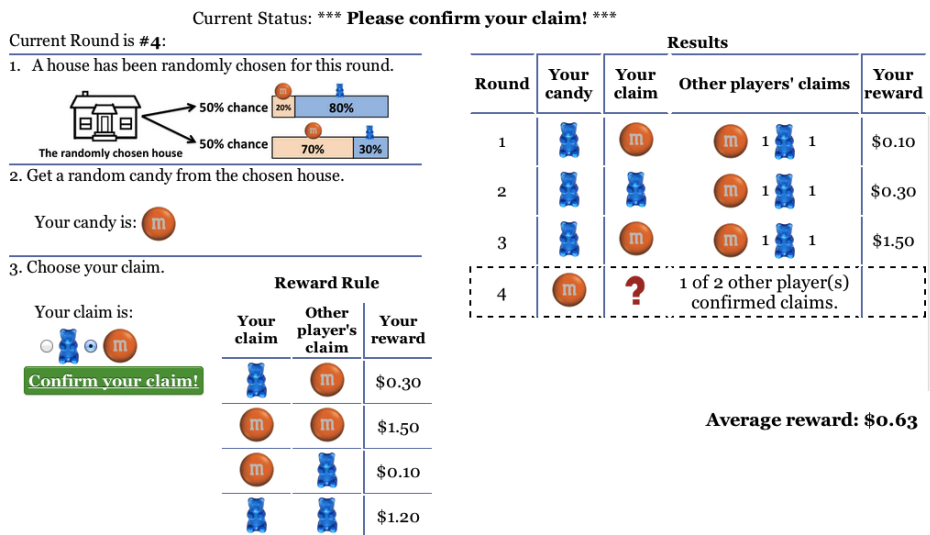 Current Status: *** Please confirm your claim! ***
Current Round is #4:
1. A house has been randomly chosen for this round.
50% chance
m
20%
80%
50% chance
m
70%
30%
The randomly chosen house
2. Get a random candy from the chosen house.
Your candy is: m
3. Choose your claim.
Your claim is:
m
Confirm your claim!
Reward Rule
Your claim
Other player's claim
Your reward
m $0.30
m m $1.50
m $0.10
$1.20
Results
Round
Your candy
Your claim
Other players' claims
Your reward
1 m m 1 1 $0.10
2 m 1 1 $0.30
3 m m 1 1 $1.50
4 m ? 1 of 2 other player(s) confirmed claims.
Average reward: $0.63